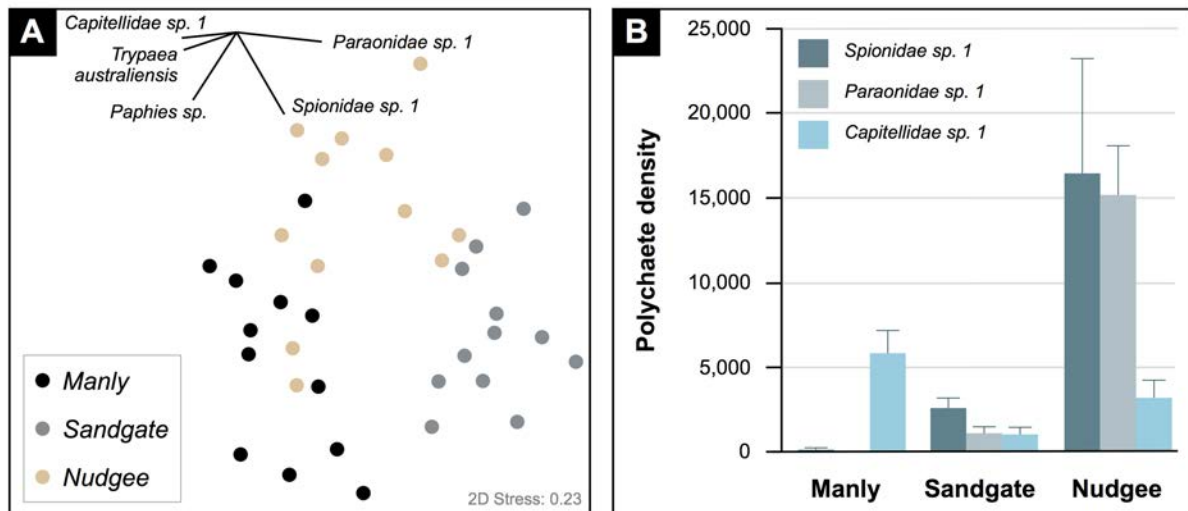 A
Capitellidae sp. 1
Trypaea
australiensis
Paphies sp.
Paraonidae sp. 1
Spionidae sp. 1
Manly
Sandgate
Nudgee
2D Stress: 0.23
B
Spionidae sp. 1
Paraonidae sp. 1
Capitellidae sp. 1
Polychaete density
25,000
20,000
15,000
10,000
5,000
0
Manly Sandgate Nudgee